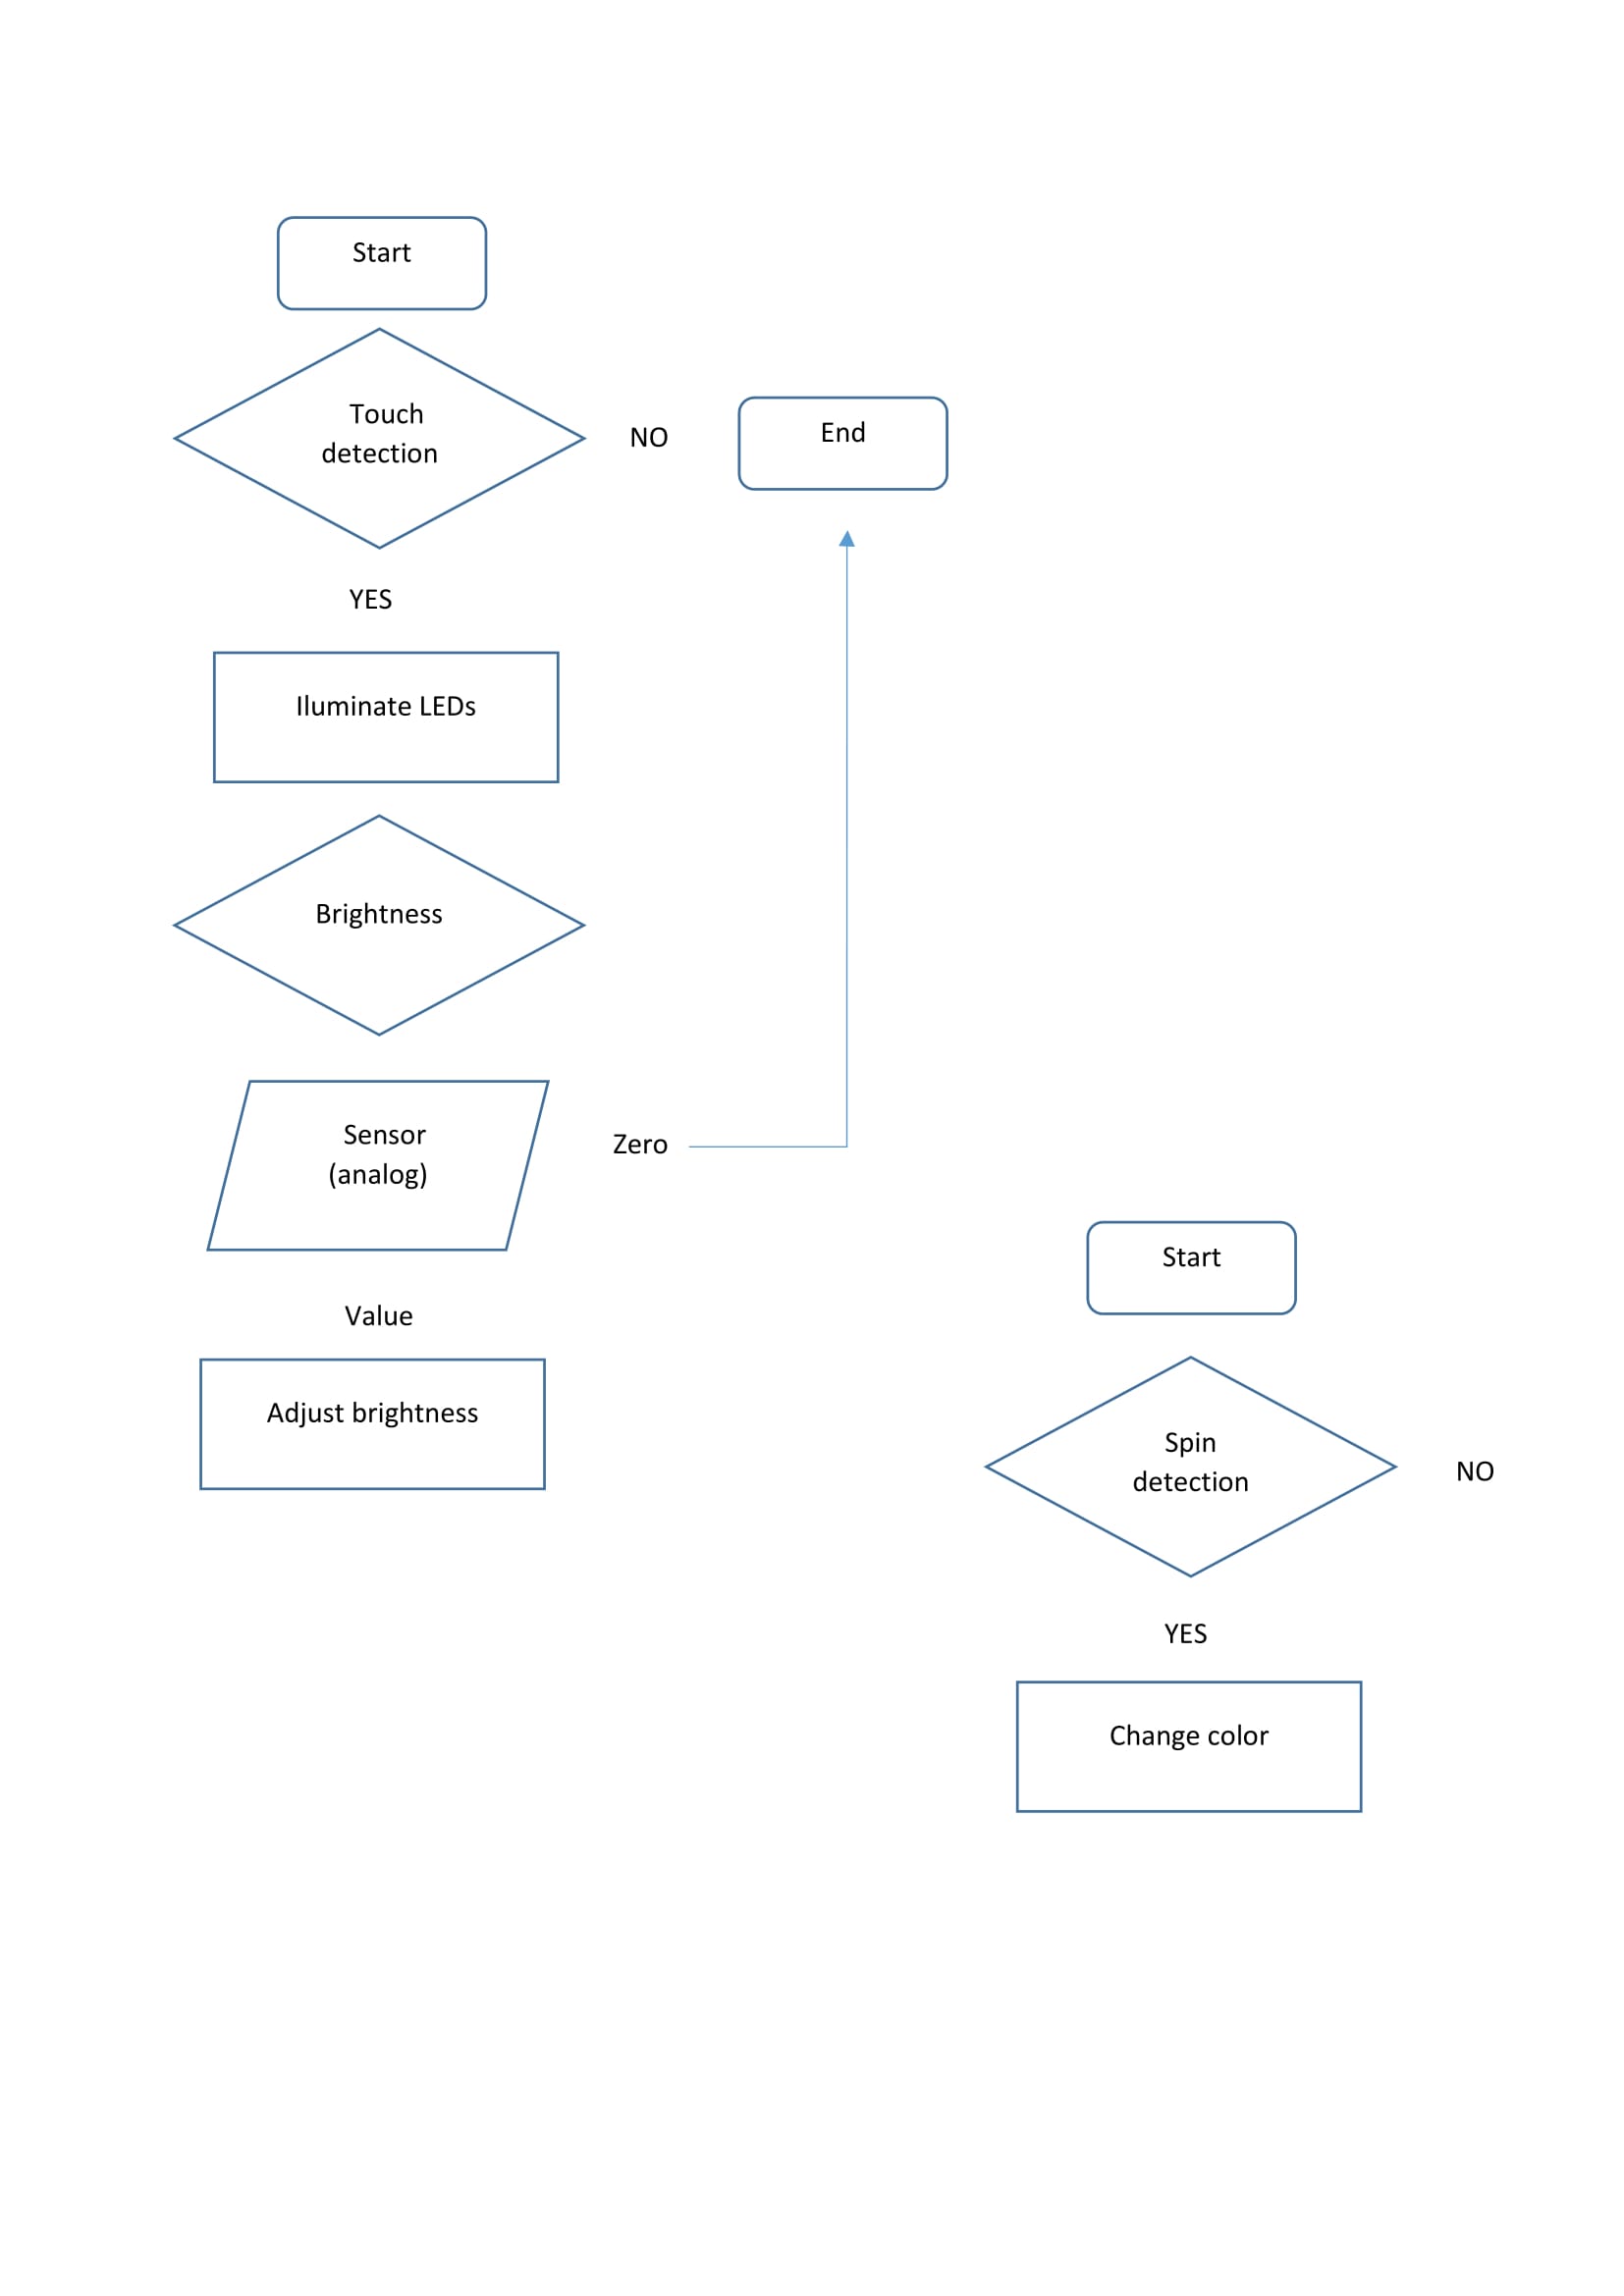 Start
Touch
detection
NO
End
YES
Iluminate LEDs
Brightness
Sensor
(analog)
Zero
Value
Adjust brightness
Start
Spin
detection
NO
YES
Change color